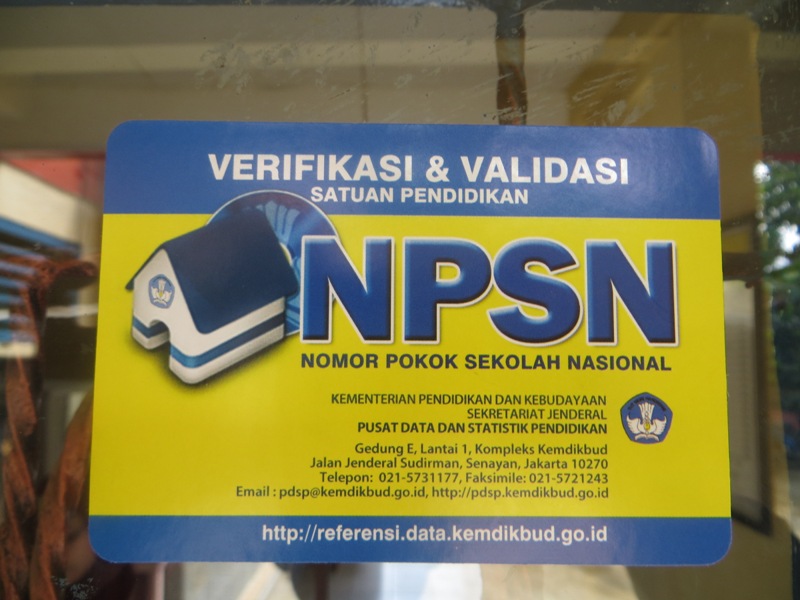 VERIFIKASI & VALIDASI
SATUAN PENDIDIKAN
NPSN
NOMOR POKOK SEKOLAH NASIONAL
KEMENTERIAN PENDIDIKAN DAN KEBUDAYAAN
SEKRETARIAT JENDERAL
PUSAT DATA DAN STATISTIK PENDIDIKAN
Gedung E, Lantai 1, Kompleks Kemdikbud
Jalan Jenderal Sudirman, Senayan, Jakarta 10270
Telepon: 021-5731177, Faksimile: 021-5721243
Email : pdsp@kemdikbud.go.id, http://pdsp.kemdikbud.go.id
http://referensi.data.kemdikbud.go.id